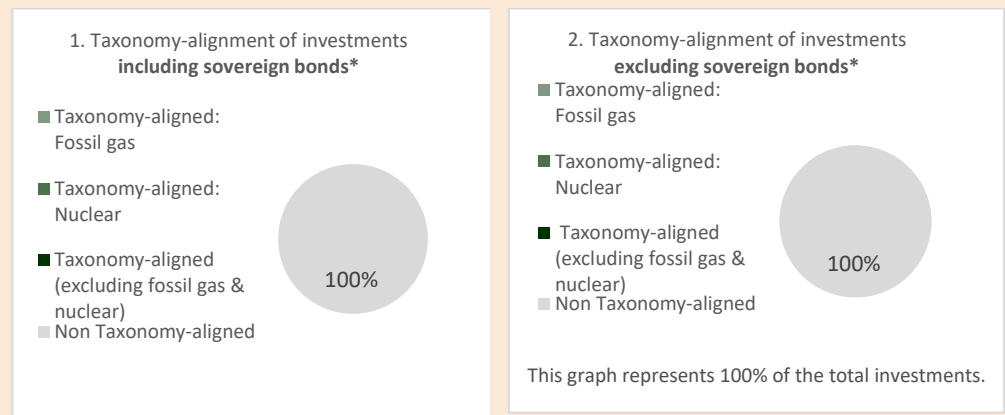 1. Taxonomy-alignment of investments
including sovereign bonds*
Taxonomy-aligned:
Fossil gas
Taxonomy-aligned:
Nuclear
Taxonomy-aligned
(excluding fossil gas &
nuclear)
Non Taxonomy-aligned
100%
2. Taxonomy-alignment of investments
excluding sovereign bonds*
Taxonomy-aligned:
Fossil gas
Taxonomy-aligned:
Nuclear
Taxonomy-aligned
(excluding fossil gas &
nuclear)
Non Taxonomy-aligned
100%
This graph represents 100% of the total investments.